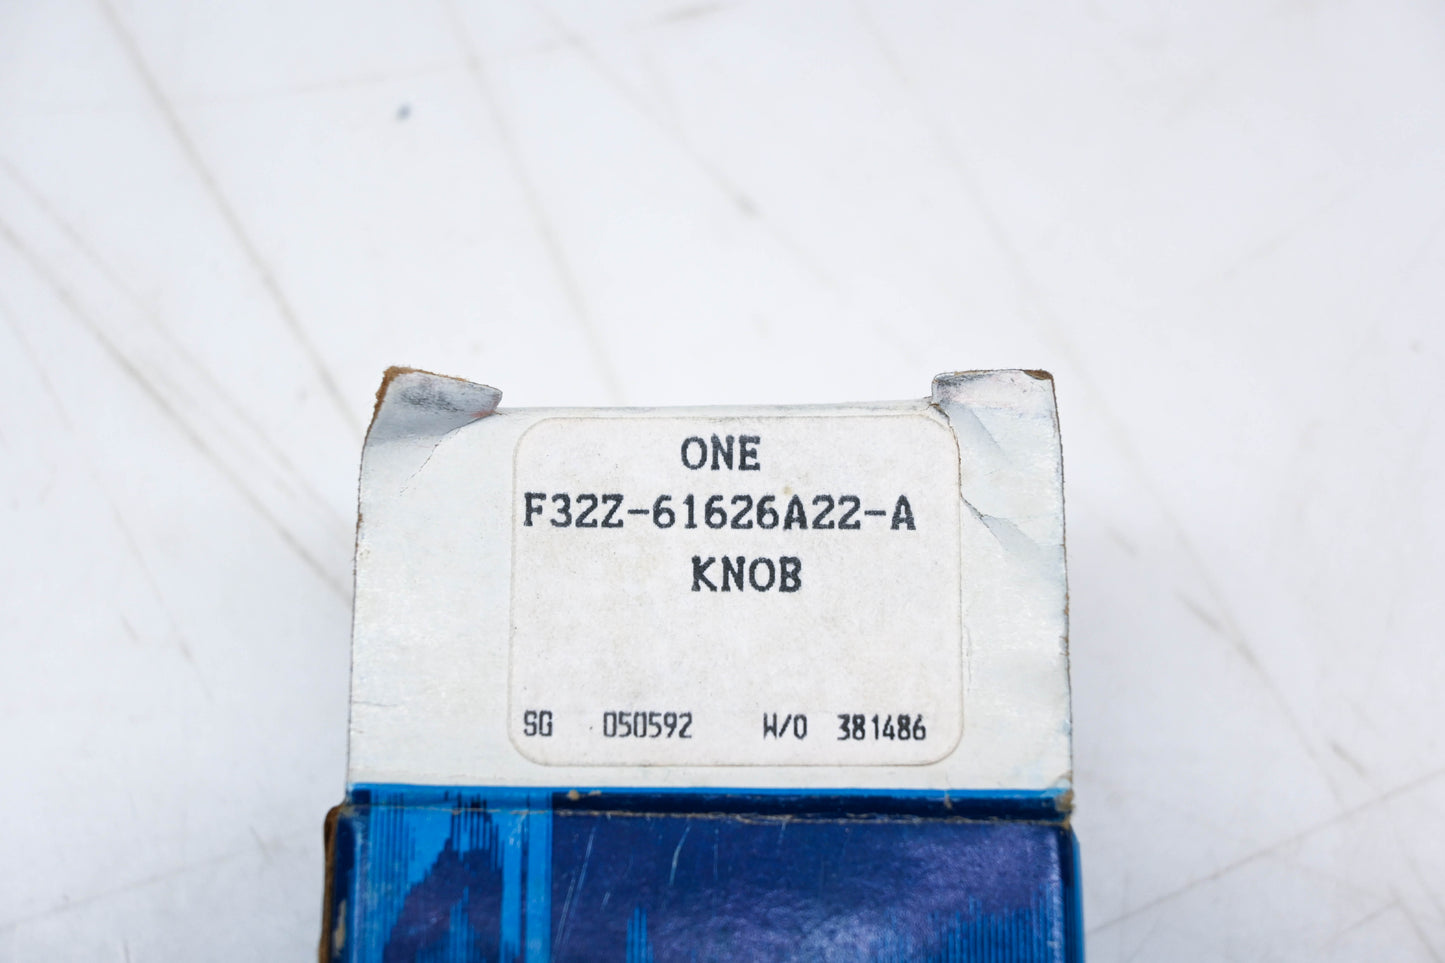 ONE
F32Z-61626A22-A
KNOB
SG 050592 W/O 381486